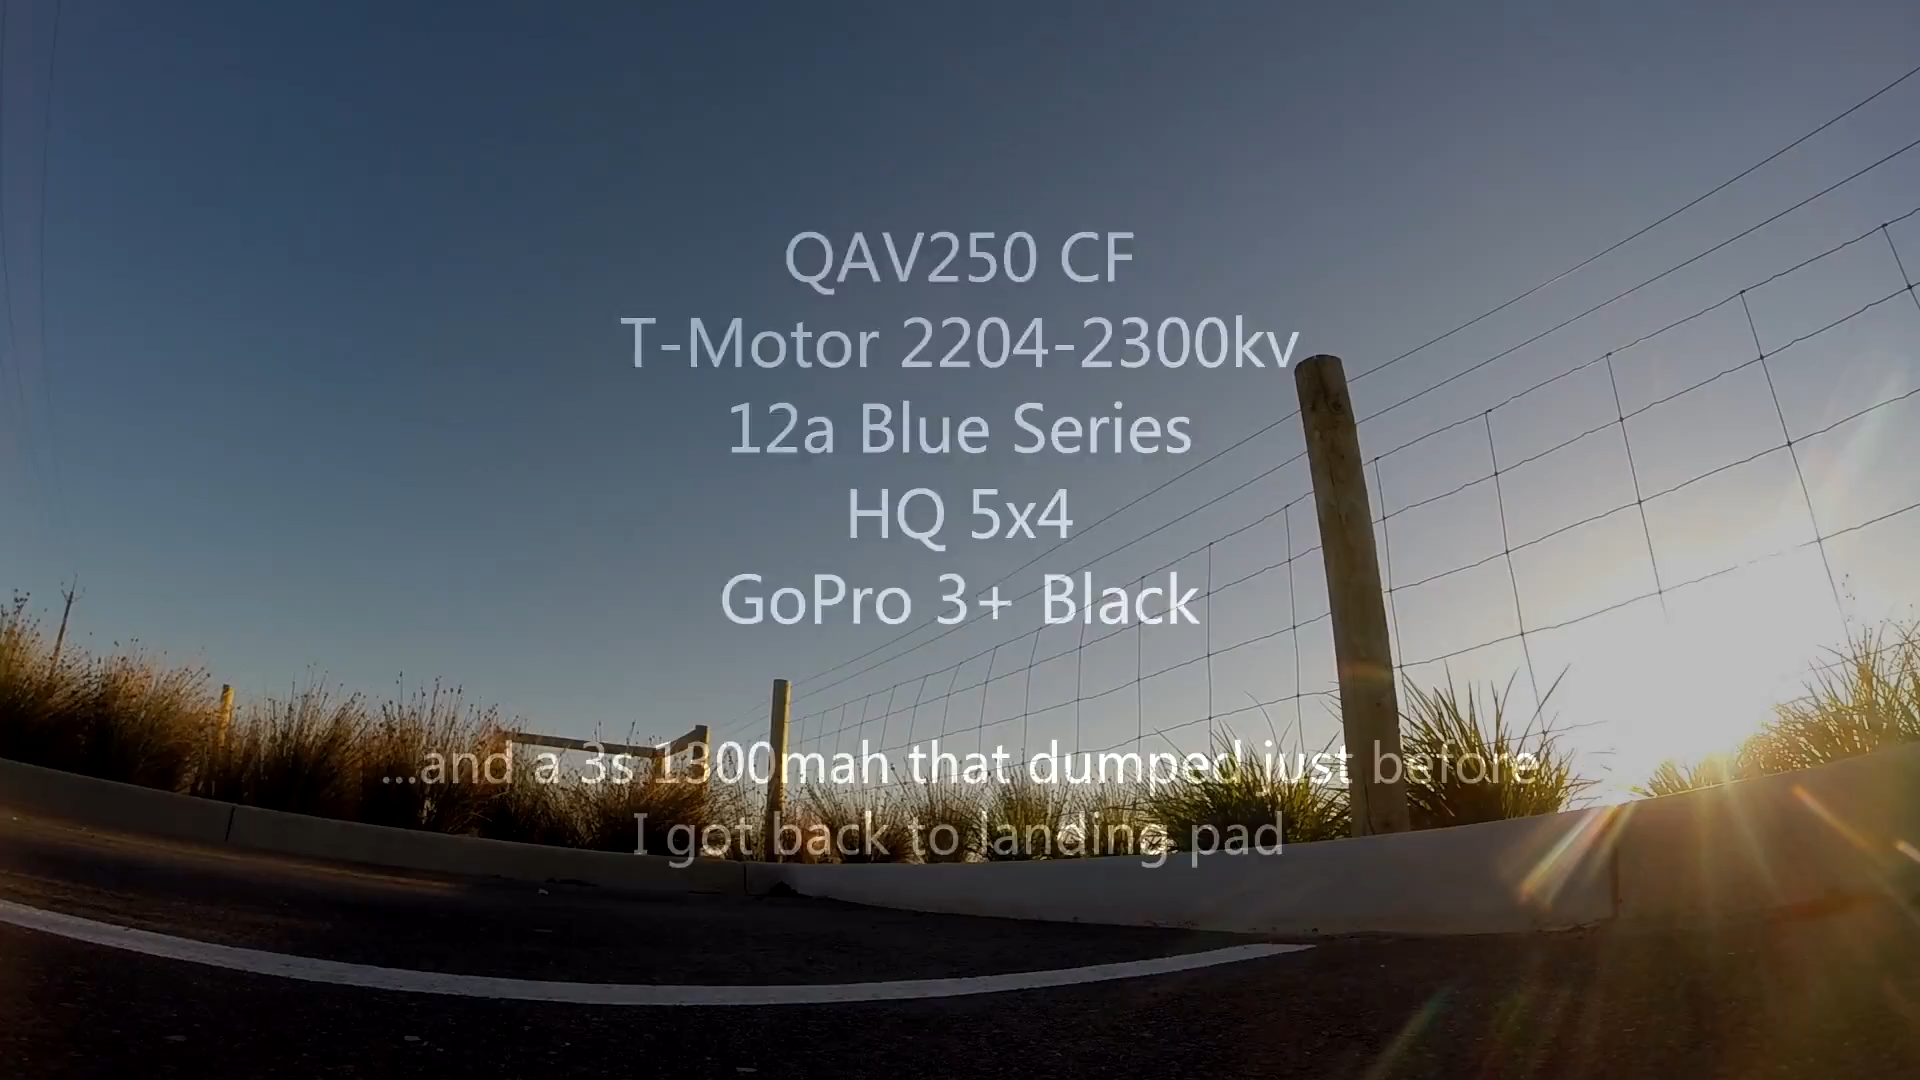 QAV250 CF
T-Motor 2204-2300kv
12a Blue Series
HQ 5x4
GoPro 3+ Black
...and a 3s 1300mah that dumped just before
I got back to landing pad